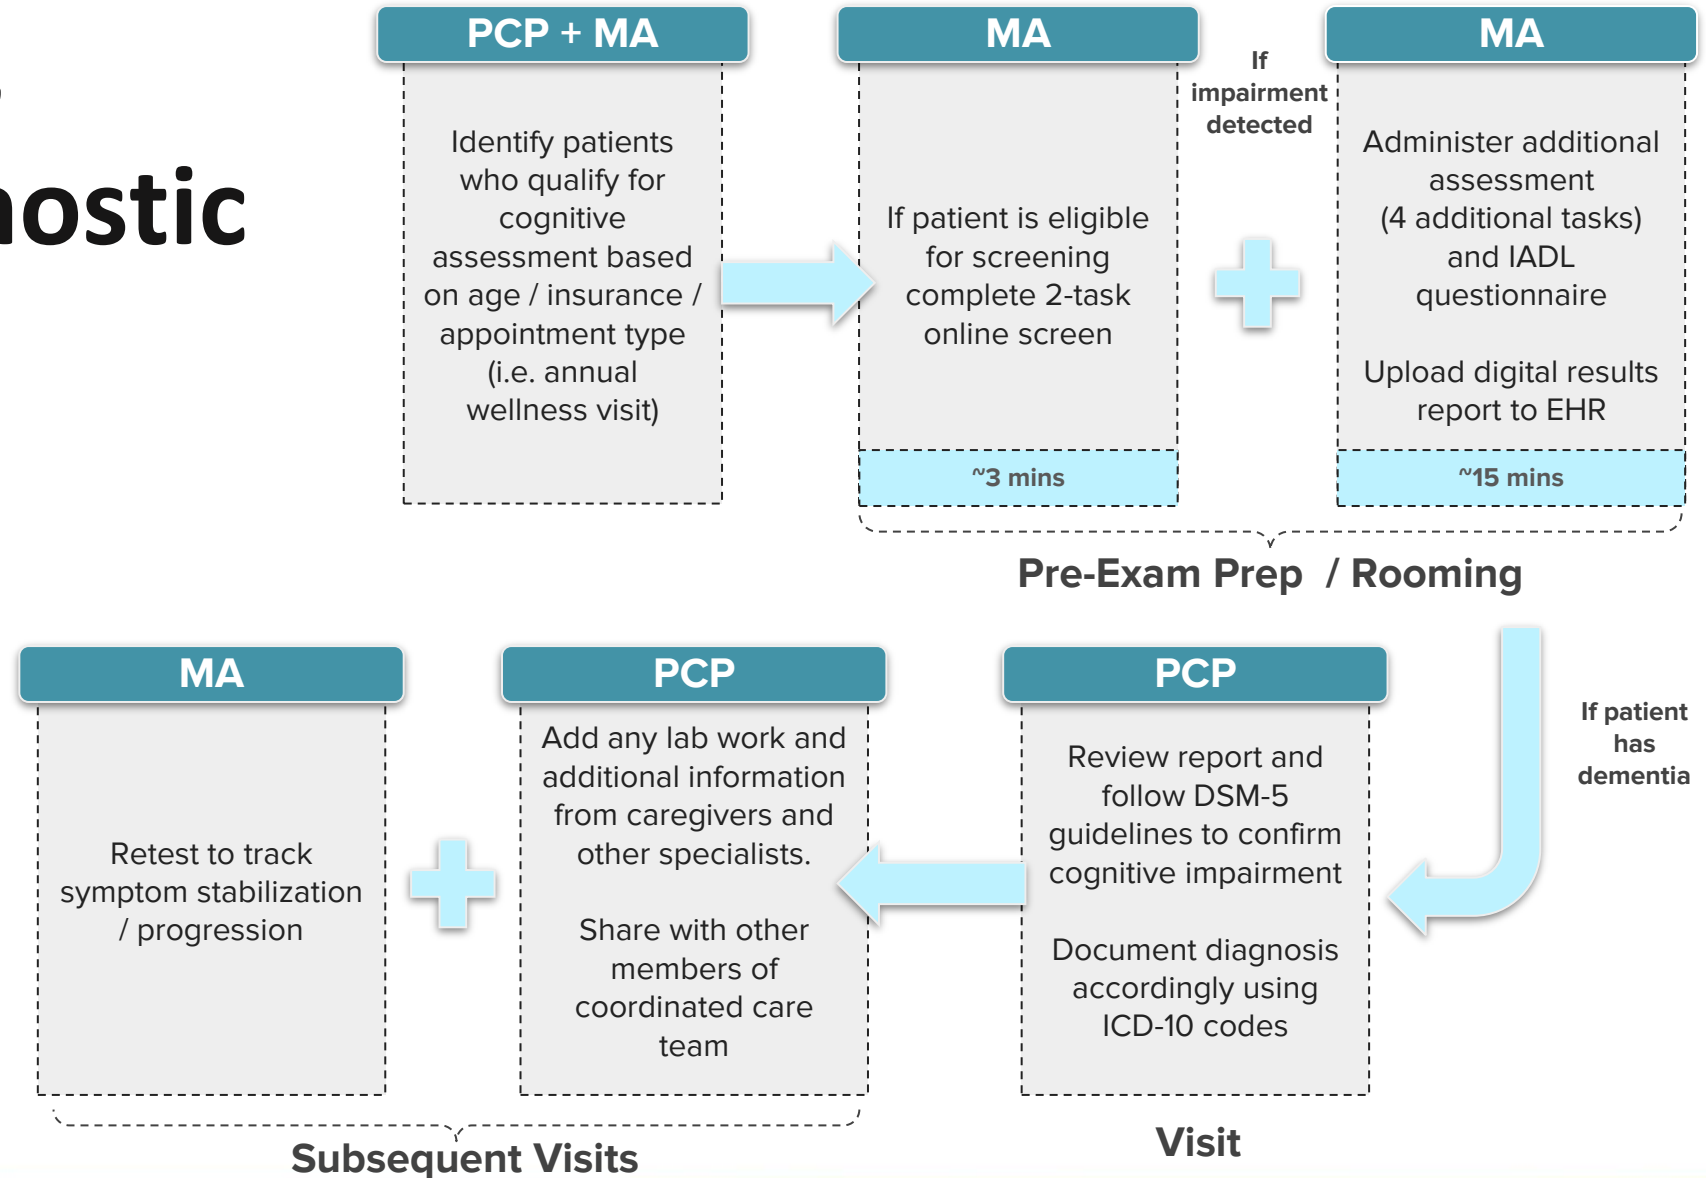 nostic
PCP + MA
Identify patients
who qualify for
cognitive
assessment based
on age / insurance /
appointment type
(i.e. annual
wellness visit)
MA
If patient is eligible
for screening
complete 2-task
online screen
~3 mins
If
impairment
detected
MA
Administer additional
assessment
(4 additional tasks)
and IADL
questionnaire
Upload digital results
report to EHR
~15 mins
Pre-Exam Prep / Rooming
If patient
has
dementia
PCP
Review report and
follow DSM-5
guidelines to confirm
cognitive impairment
Document diagnosis
accordingly using
ICD-10 codes
Visit
PCP
Add any lab work and
additional information
from caregivers and
other specialists.
Share with other
members of
coordinated care
team
MA
Retest to track
symptom stabilization
/ progression
Subsequent Visits